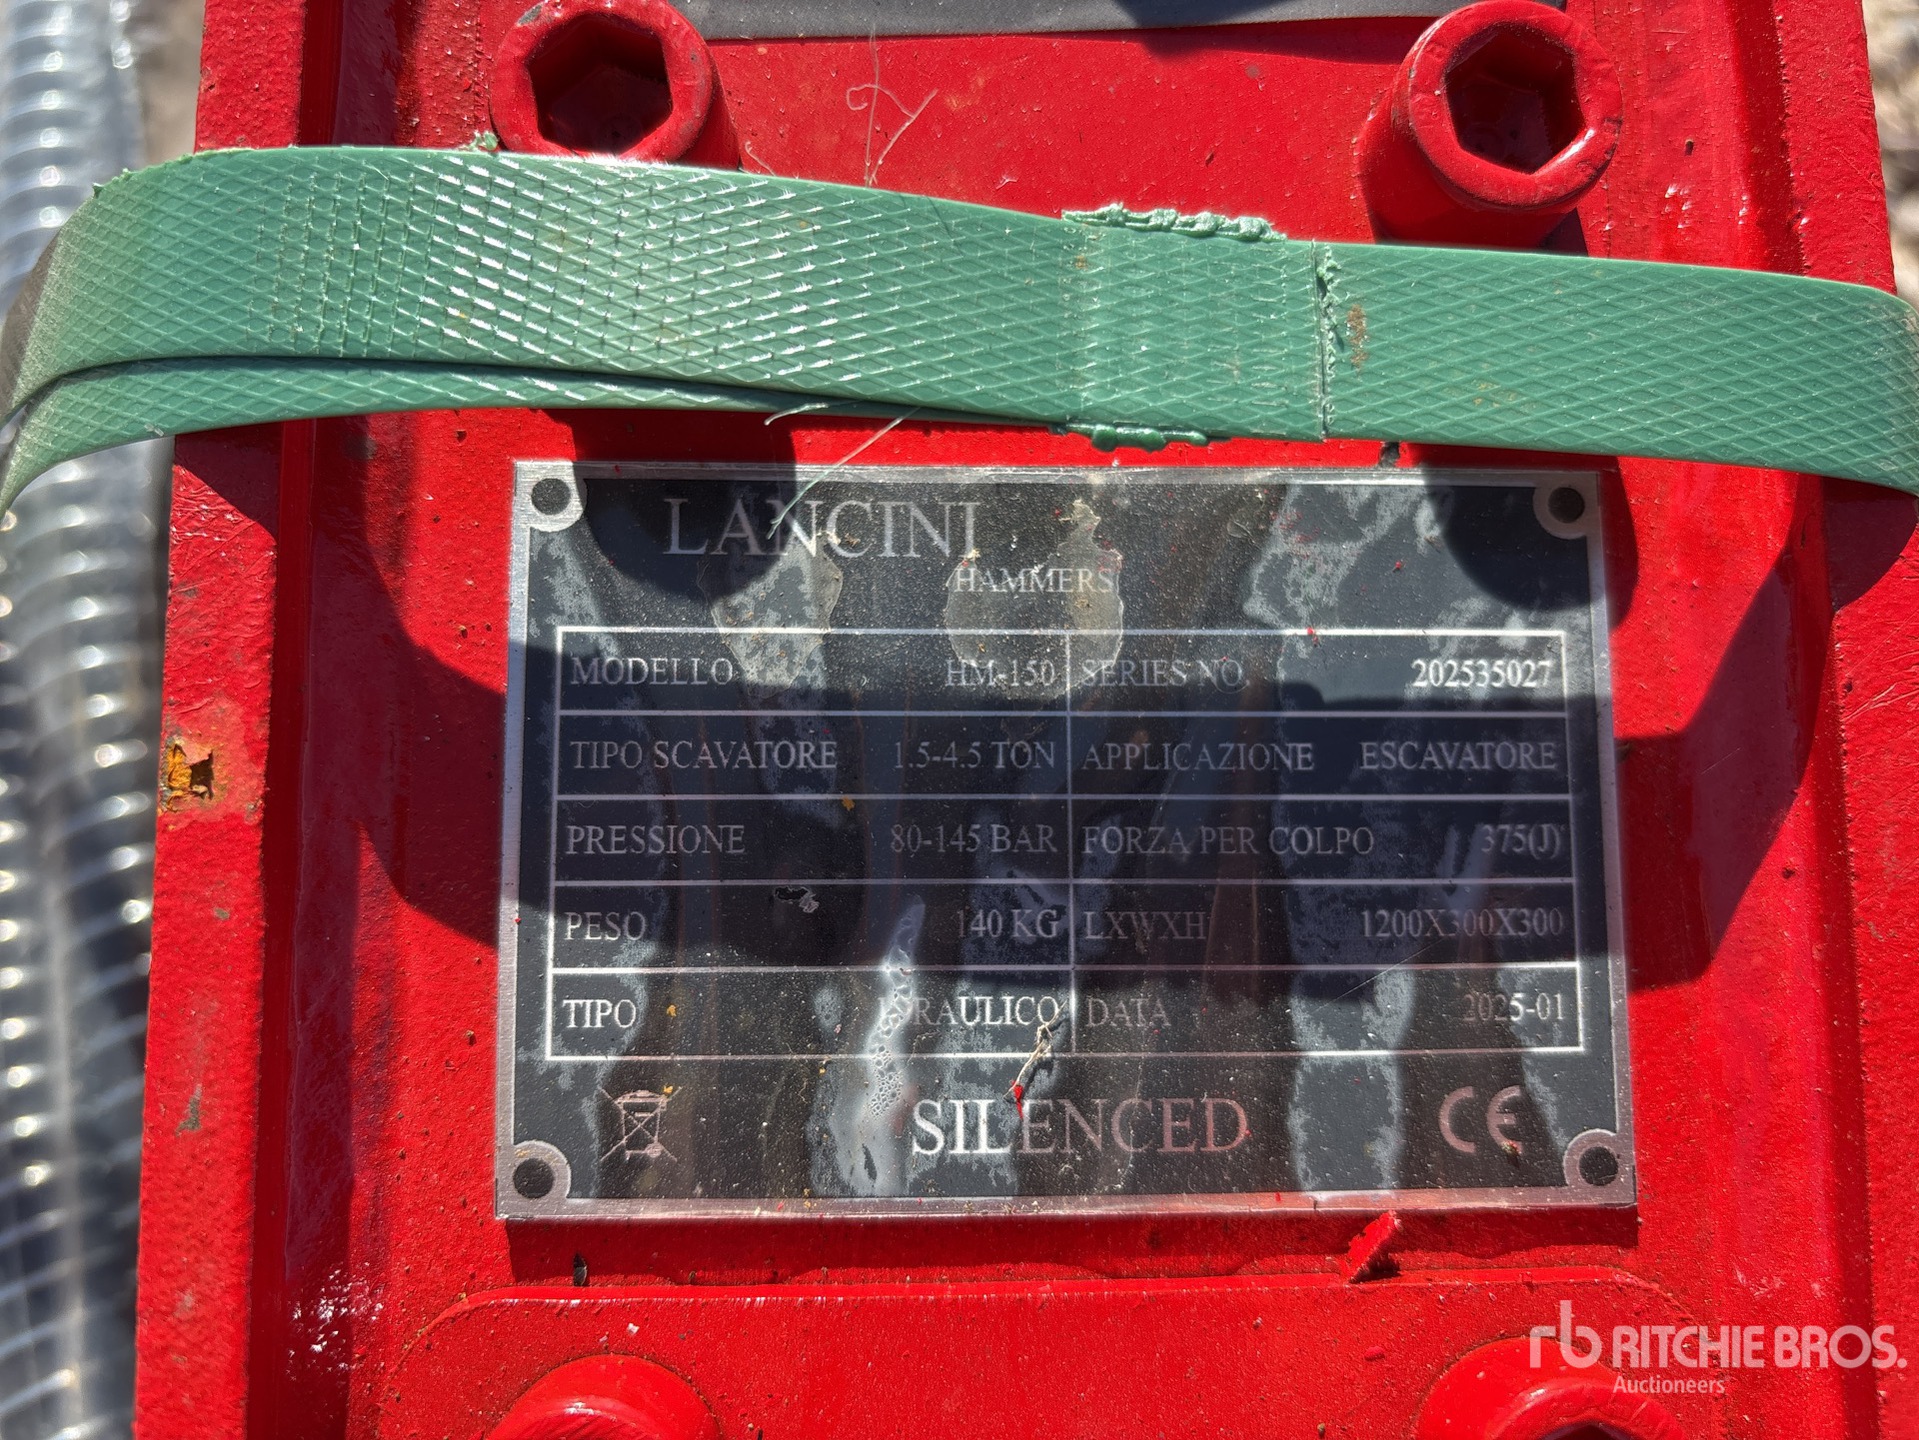 LANCINI
HAMMERS
MODELLO HM-150 SERIES NO 202535027
TIPO SCAVATORE 1.5-4.5 TON APPLICAZIONE ESCAVATORE
PRESSIONE 80-145 BAR FORZA PER COLPO 375(J)
PESO 140 KG LXWXH 1200X300X300
TIPO IDRAULICO DATA 2025-01
SILENCED CE
rb RITCHIE BROS.
Auctioneers